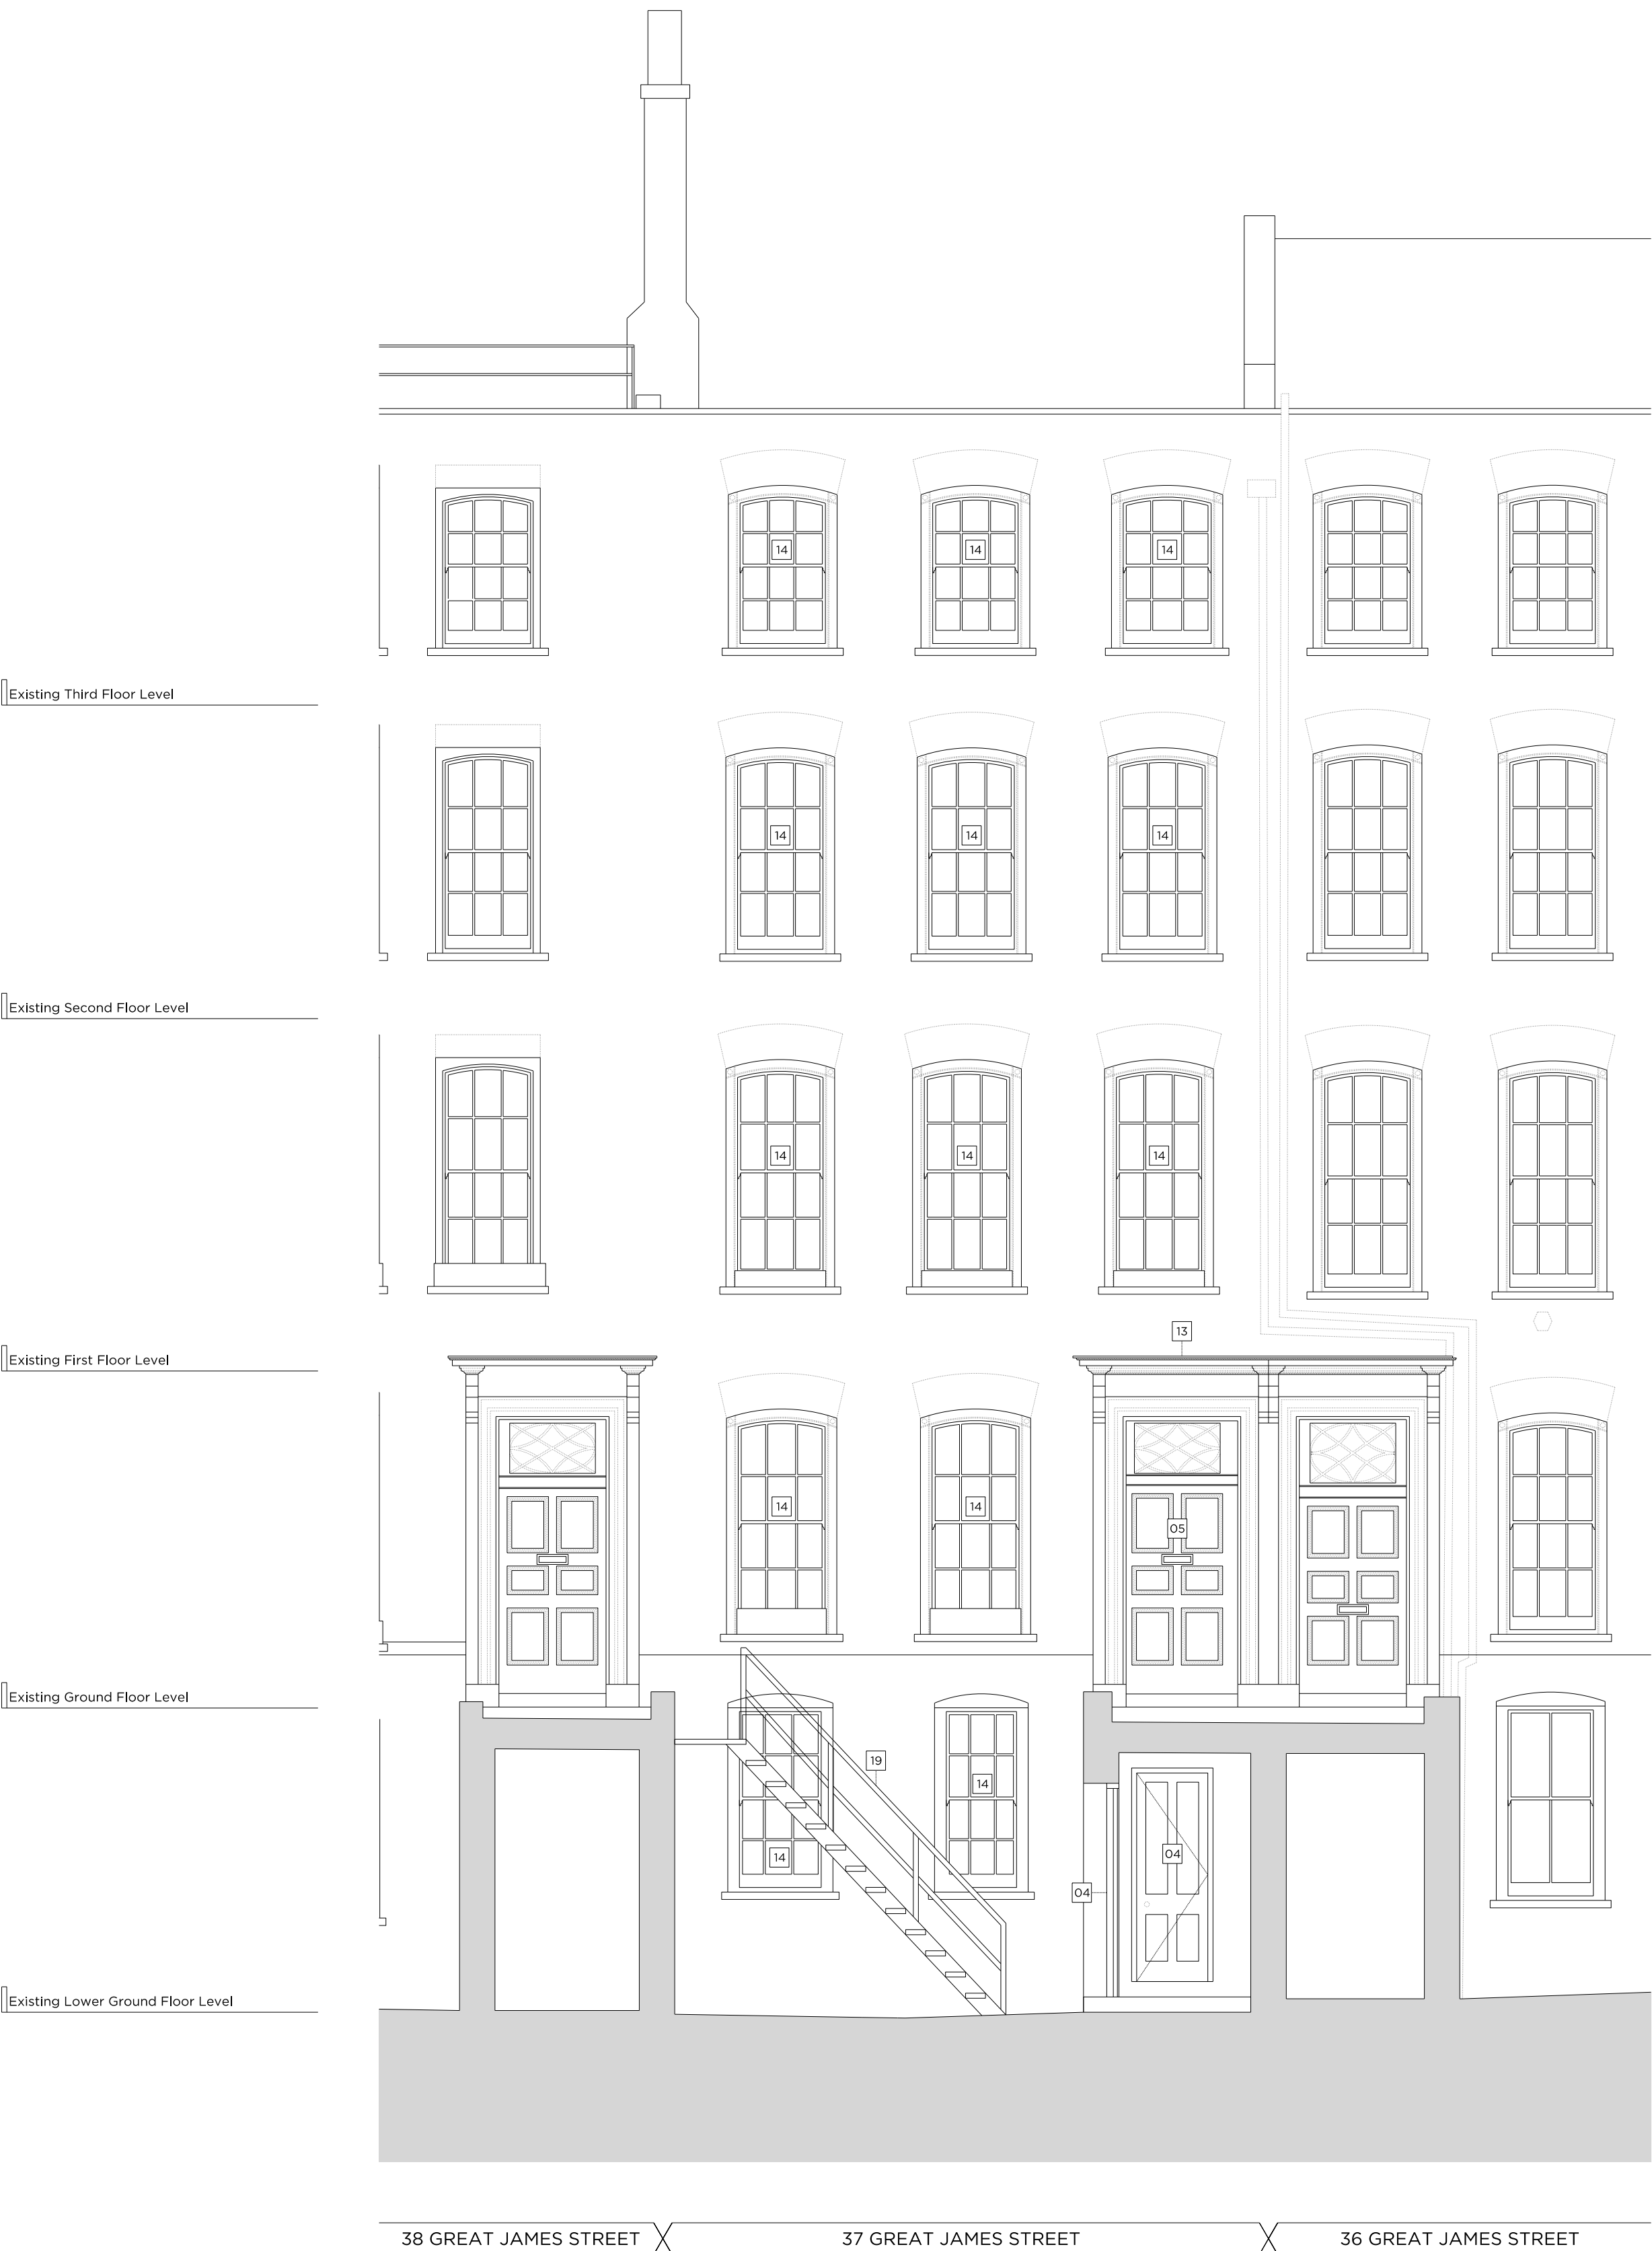 14 14 14
Existing Third Floor Level
14 14 14
Existing Second Floor Level
14 14 14
13
Existing First Floor Level
14 14
05
Existing Ground Floor Level
19
14
14
04
04
Existing Lower Ground Floor Level
38 GREAT JAMES STREET 37 GREAT JAMES STREET 36 GREAT JAMES STREET